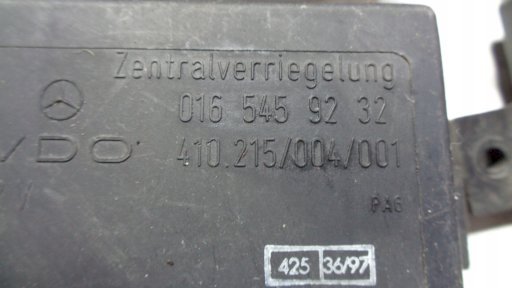 Zentralverriegelung
016 545 92 32
VDO 410.215/004/001
PA6
425 36/97